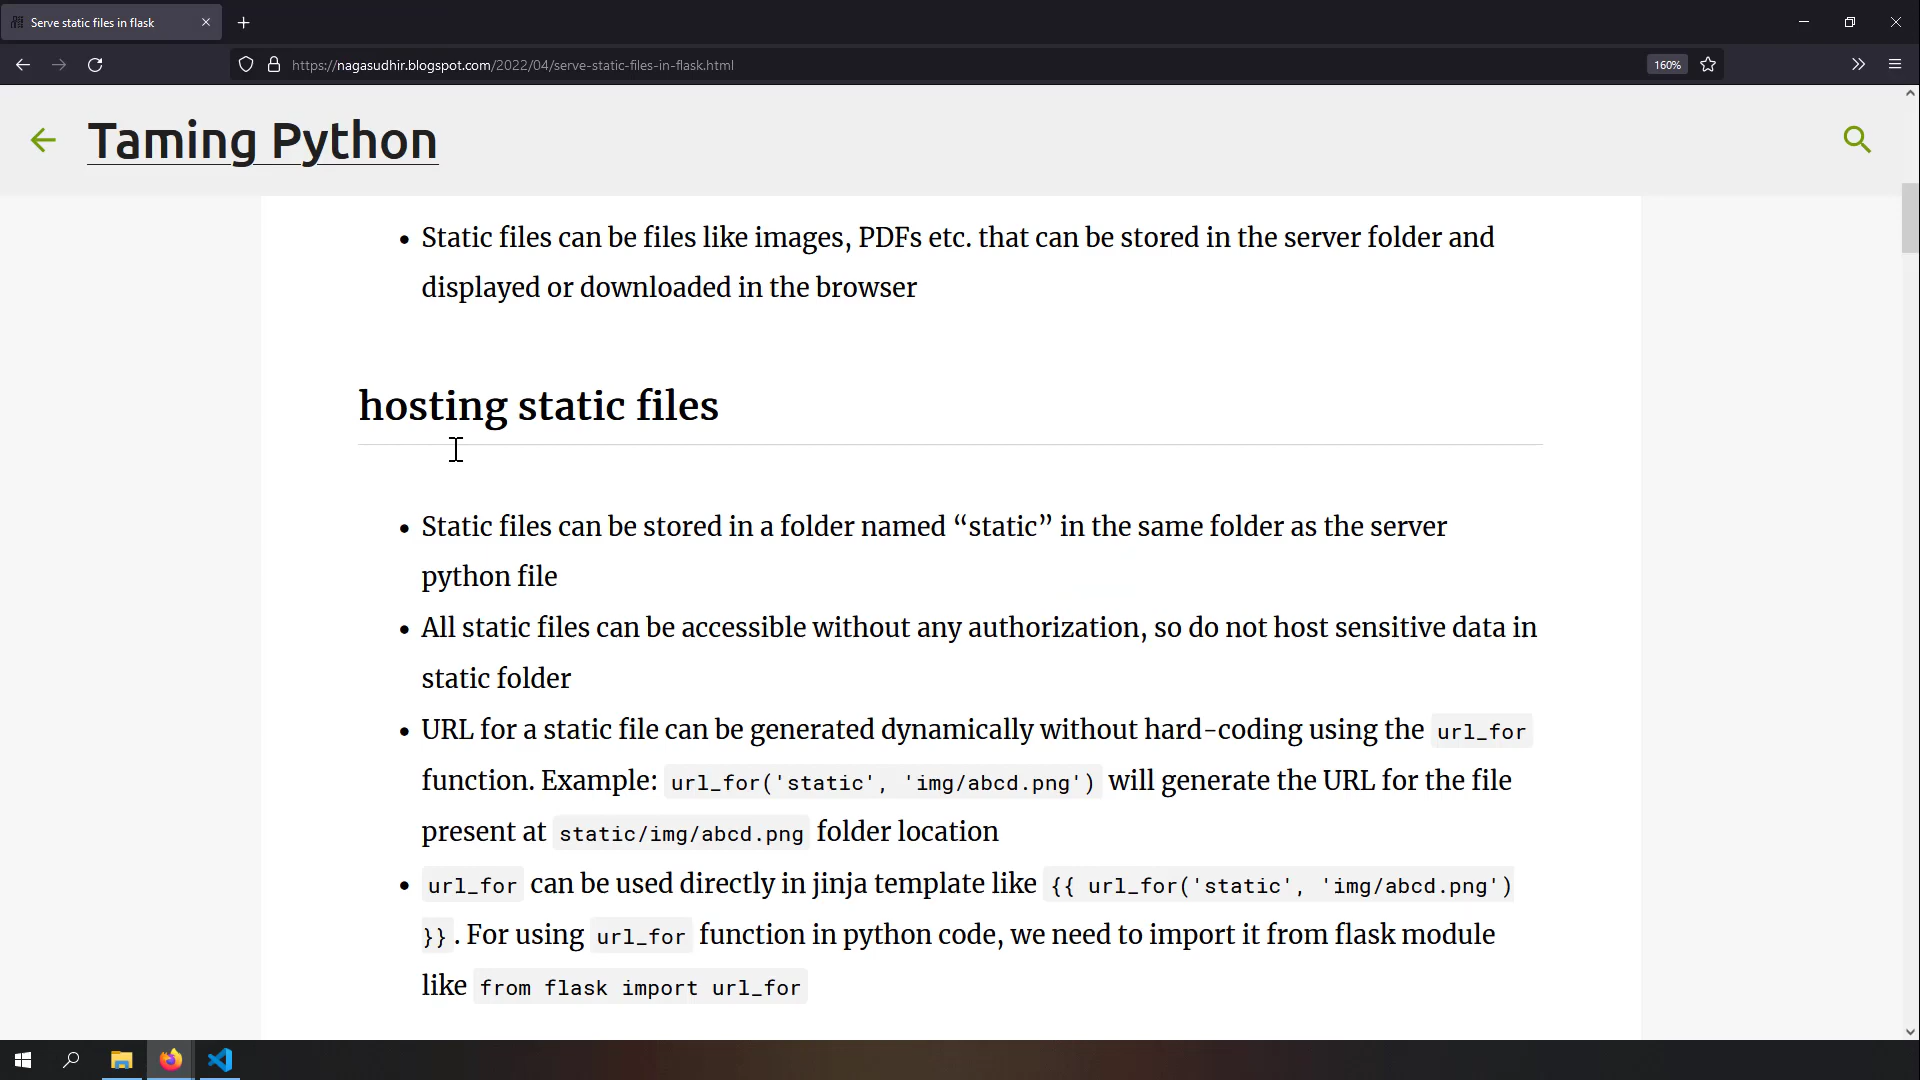 Serve static files in flask
https://nagasudhir.blogspot.com/2022/04/serve-static-files-in-flask.html
160%
Taming Python
Static files can be files like images, PDFs etc. that can be stored in the server folder and
displayed or downloaded in the browser
hosting static files
Static files can be stored in a folder named “static” in the same folder as the server
python file
All static files can be accessible without any authorization, so do not host sensitive data in
static folder
URL for a static file can be generated dynamically without hard-coding using the url_for
function. Example: url_for('static', 'img/abcd.png') will generate the URL for the file
present at static/img/abcd.png folder location
url_for can be used directly in jinja template like {{ url_for('static', 'img/abcd.png')
}}. For using url_for function in python code, we need to import it from flask module
like from flask import url_for